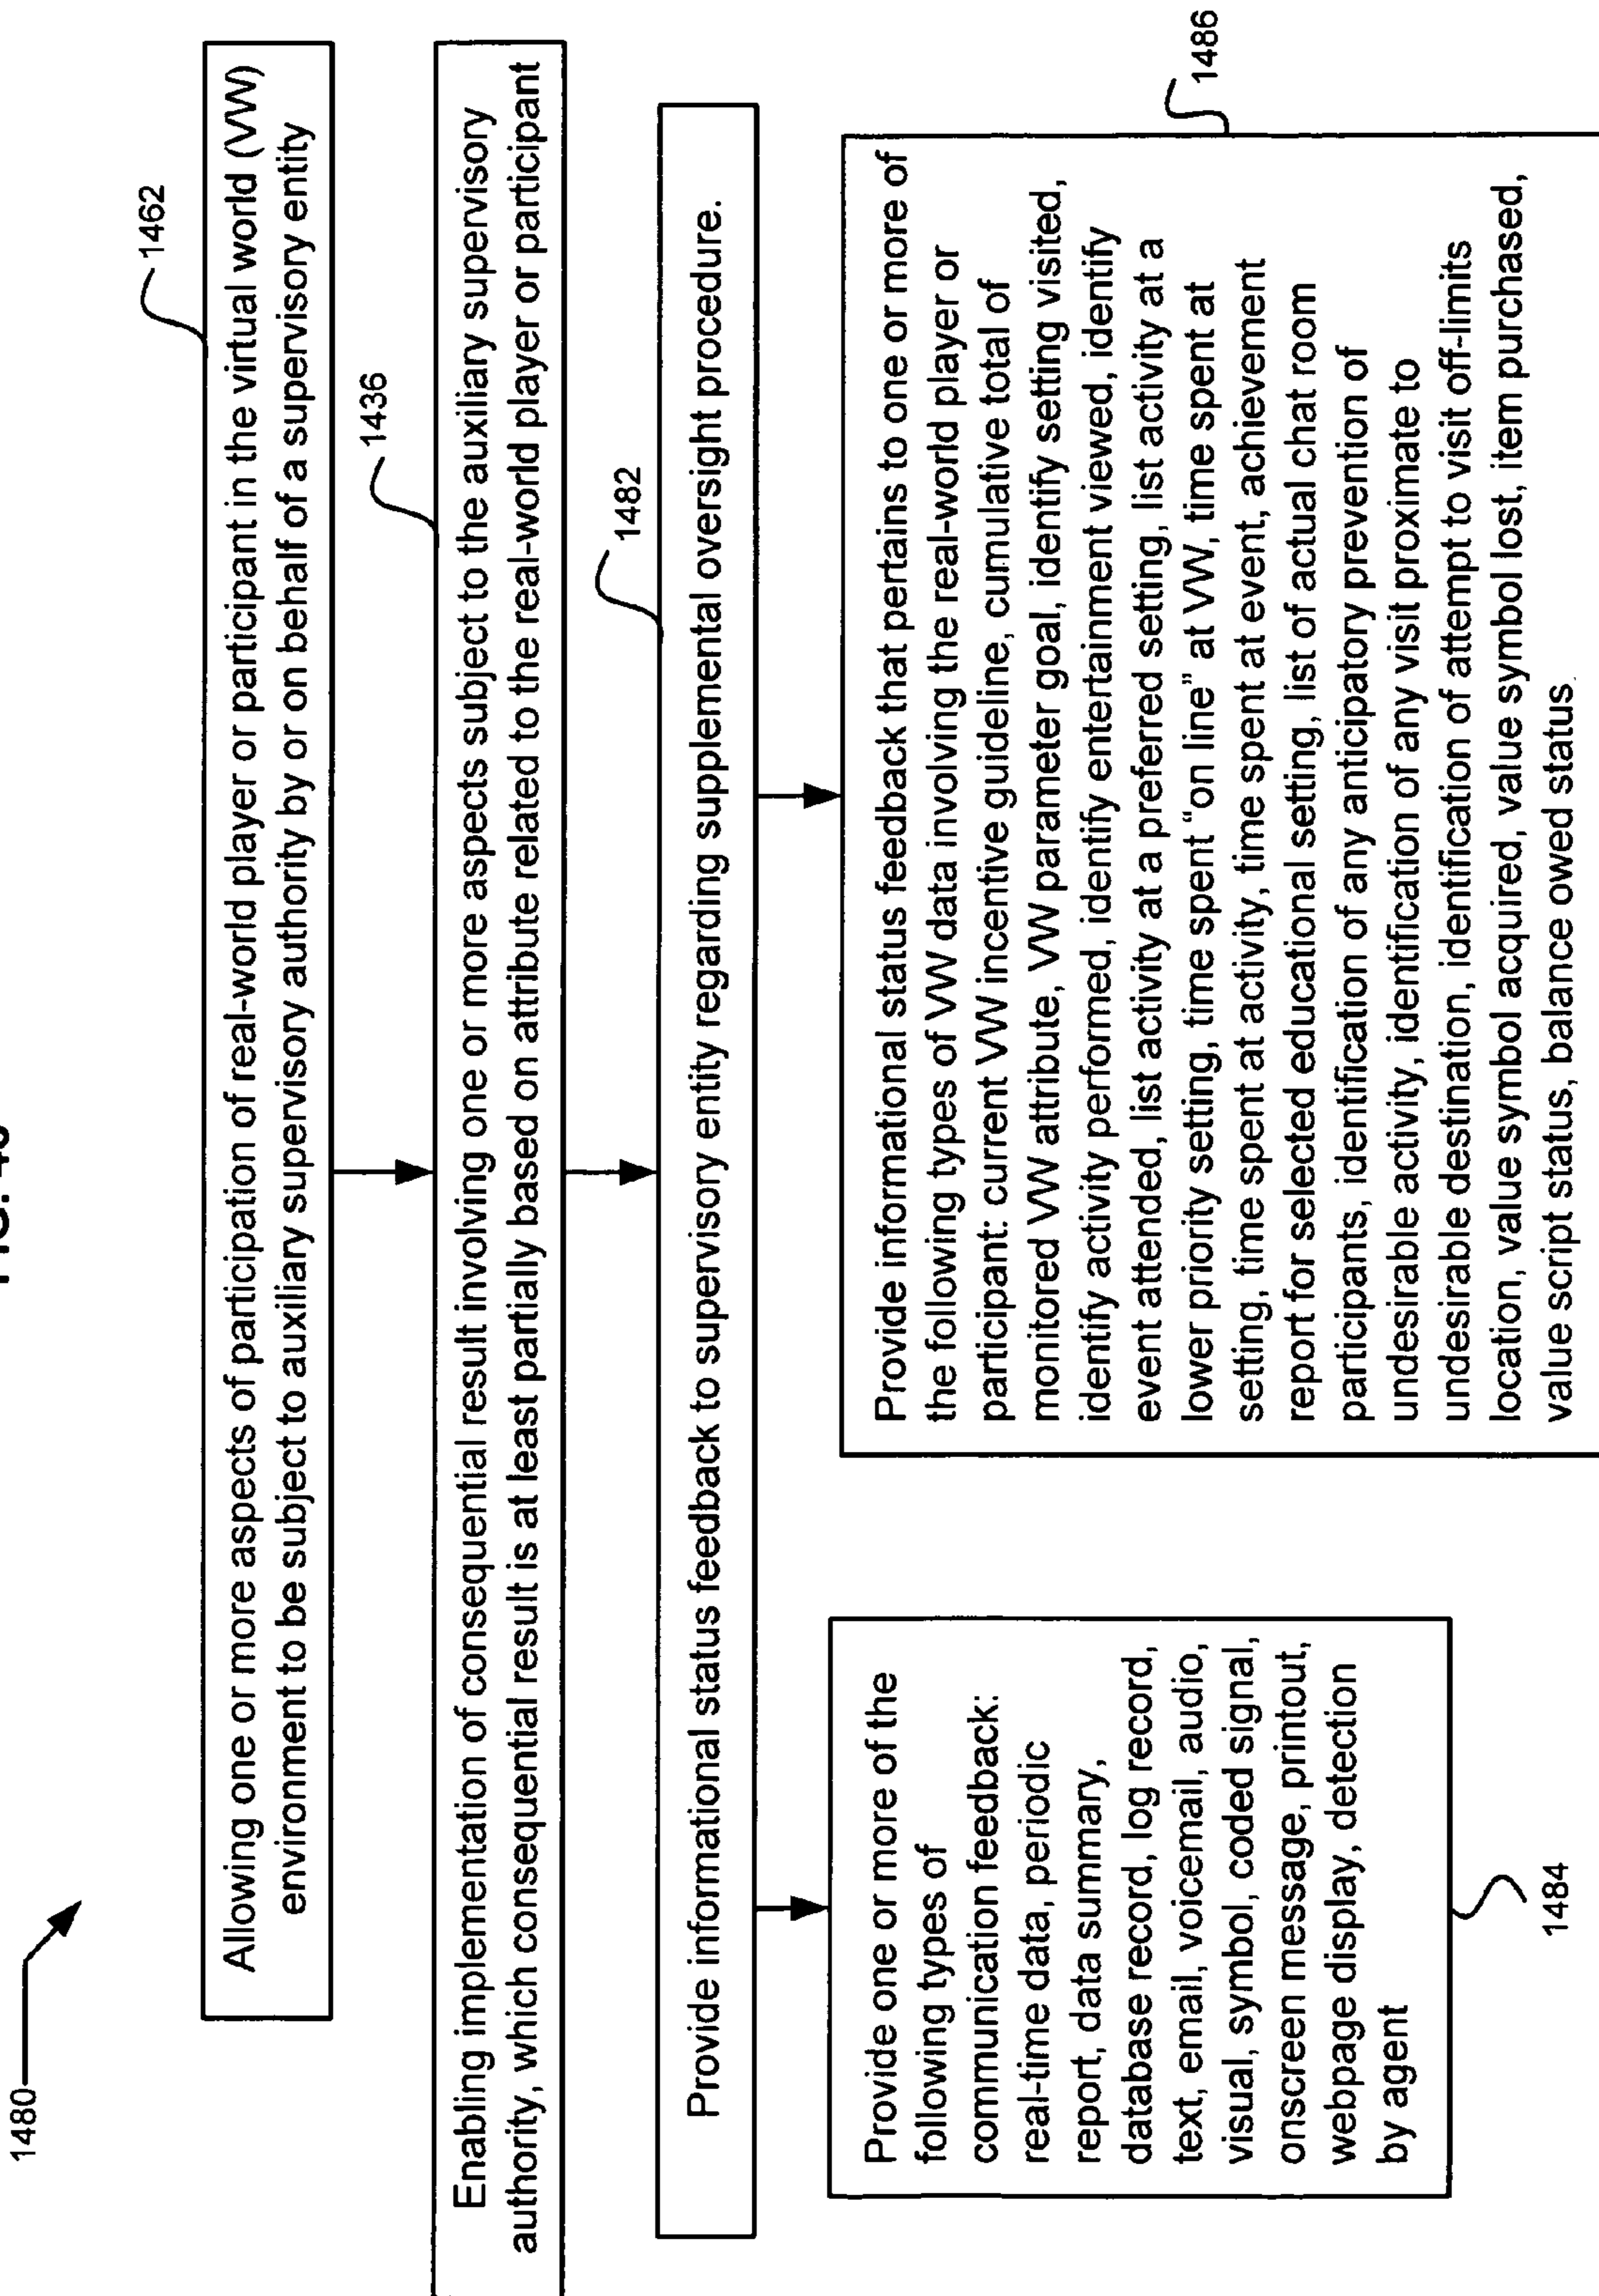 1480
1462
Allowing one or more aspects of participation of real-world player or participant in the virtual world (VW)
environment to be subject to auxiliary supervisory authority by or on behalf of a supervisory entity
1436
Enabling implementation of consequential result involving one or more aspects subject to the auxiliary supervisory
authority, which consequential result is at least partially based on attribute related to the real-world player or participant
1482
Provide informational status feedback to supervisory entity regarding supplemental oversight procedure.
Provide one or more of the
following types of
communication feedback:
real-time data, periodic
report, data summary,
database record, log record,
text, email, voicemail, audio,
visual, symbol, coded signal,
onscreen message, printout,
webpage display, detection
by agent
1484
Provide informational status feedback that pertains to one or more of
the following types of VW data involving the real-world player or
participant: current VW incentive guideline, cumulative total of
monitored VW attribute, VW parameter goal, identify setting visited,
identify activity performed, identify entertainment viewed, identify
event attended, list activity at a preferred setting, list activity at a
lower priority setting, time spent "on line" at VW, time spent at
setting, time spent at activity, time spent at event, achievement
report for selected educational setting, list of actual chat room
participants, identification of any anticipatory prevention of
undesirable activity, identification of any visit proximate to
undesirable destination, identification of attempt to visit off-limits
location, value symbol acquired, value symbol lost, item purchased,
value script status, balance owed status.
1486